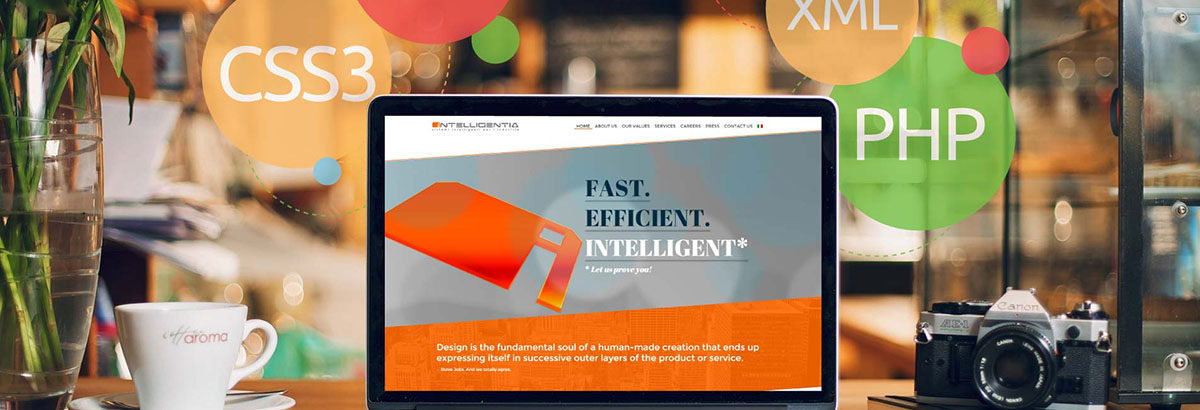 CSS3
XML
PHP
INTELLIGENTIA
HOME ABOUT US OUR VALUES SERVICES CAREERS PRESS CONTACT US
FAST.
EFFICIENT.
INTELLIGENT*
* Let us prove you!
Design is the fundamental soul of a human-made creation that ends up
expressing itself in successive outer layers of the product or service.
Steve Jobs. And we totally agree.
caffè aroma
Canon
AE-1